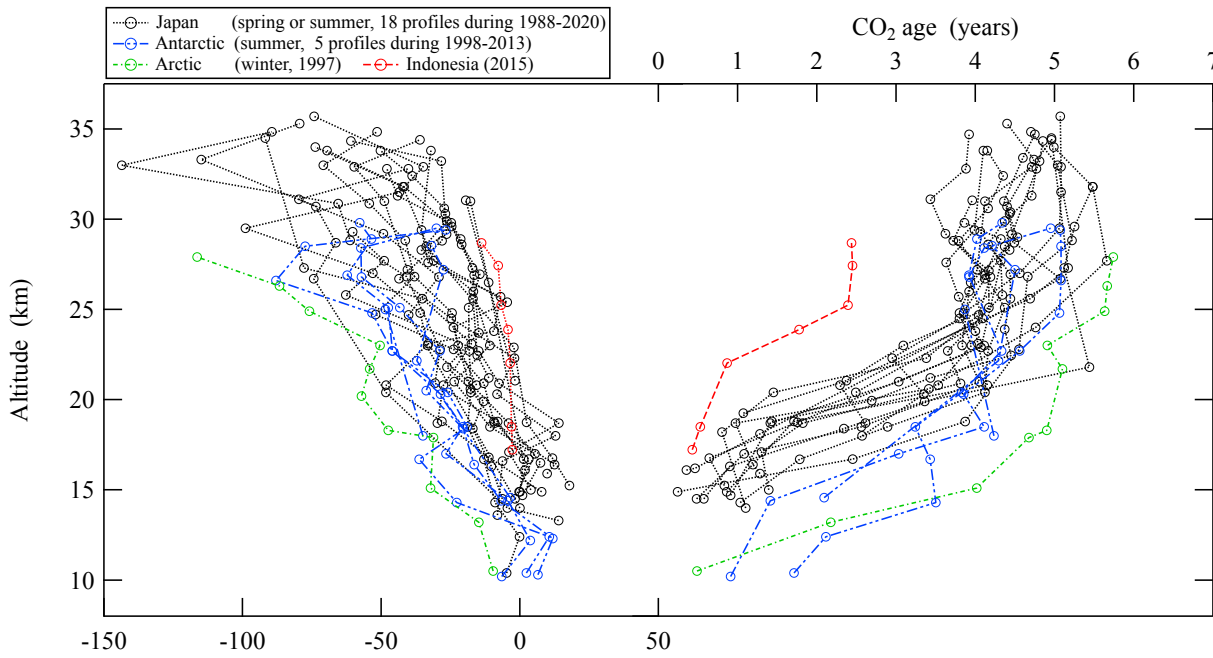 Japan (spring or summer, 18 profiles during 1988-2020)
Antarctic (summer, 5 profiles during 1998-2013)
Arctic (winter, 1997) Indonesia (2015)
CO₂ age (years)
0 1 2 3 4 5 6 7
Altitude (km)
35
30
25
20
15
10
-150 -100 -50 0 50